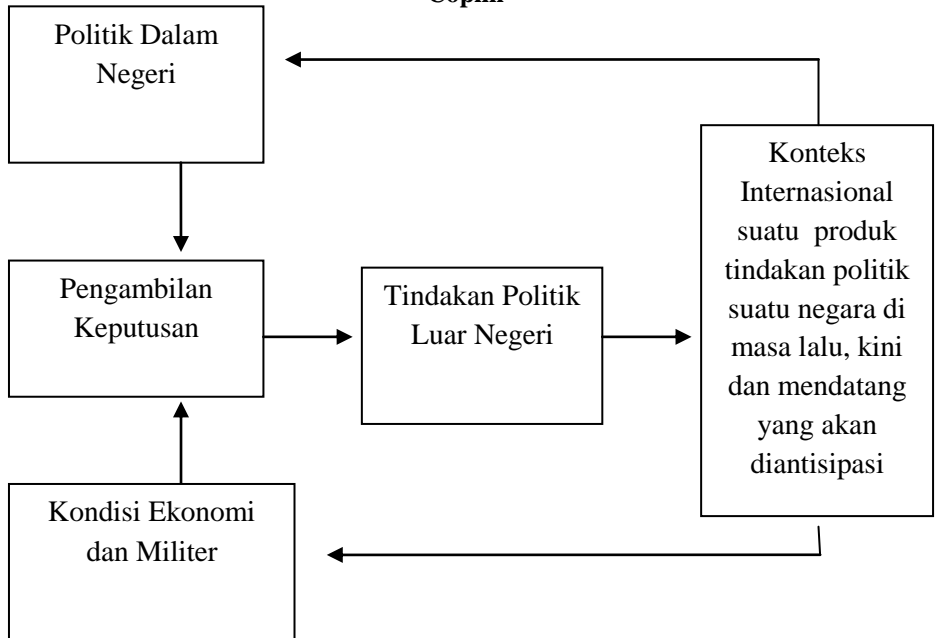 Coplin
Politik Dalam
Negeri
Konteks
Internasional
suatu produk
tindakan politik
suatu negara di
masa lalu, kini
dan mendatang
yang akan
diantisipasi
Pengambilan
Keputusan
Tindakan Politik
Luar Negeri
Kondisi Ekonomi
dan Militer